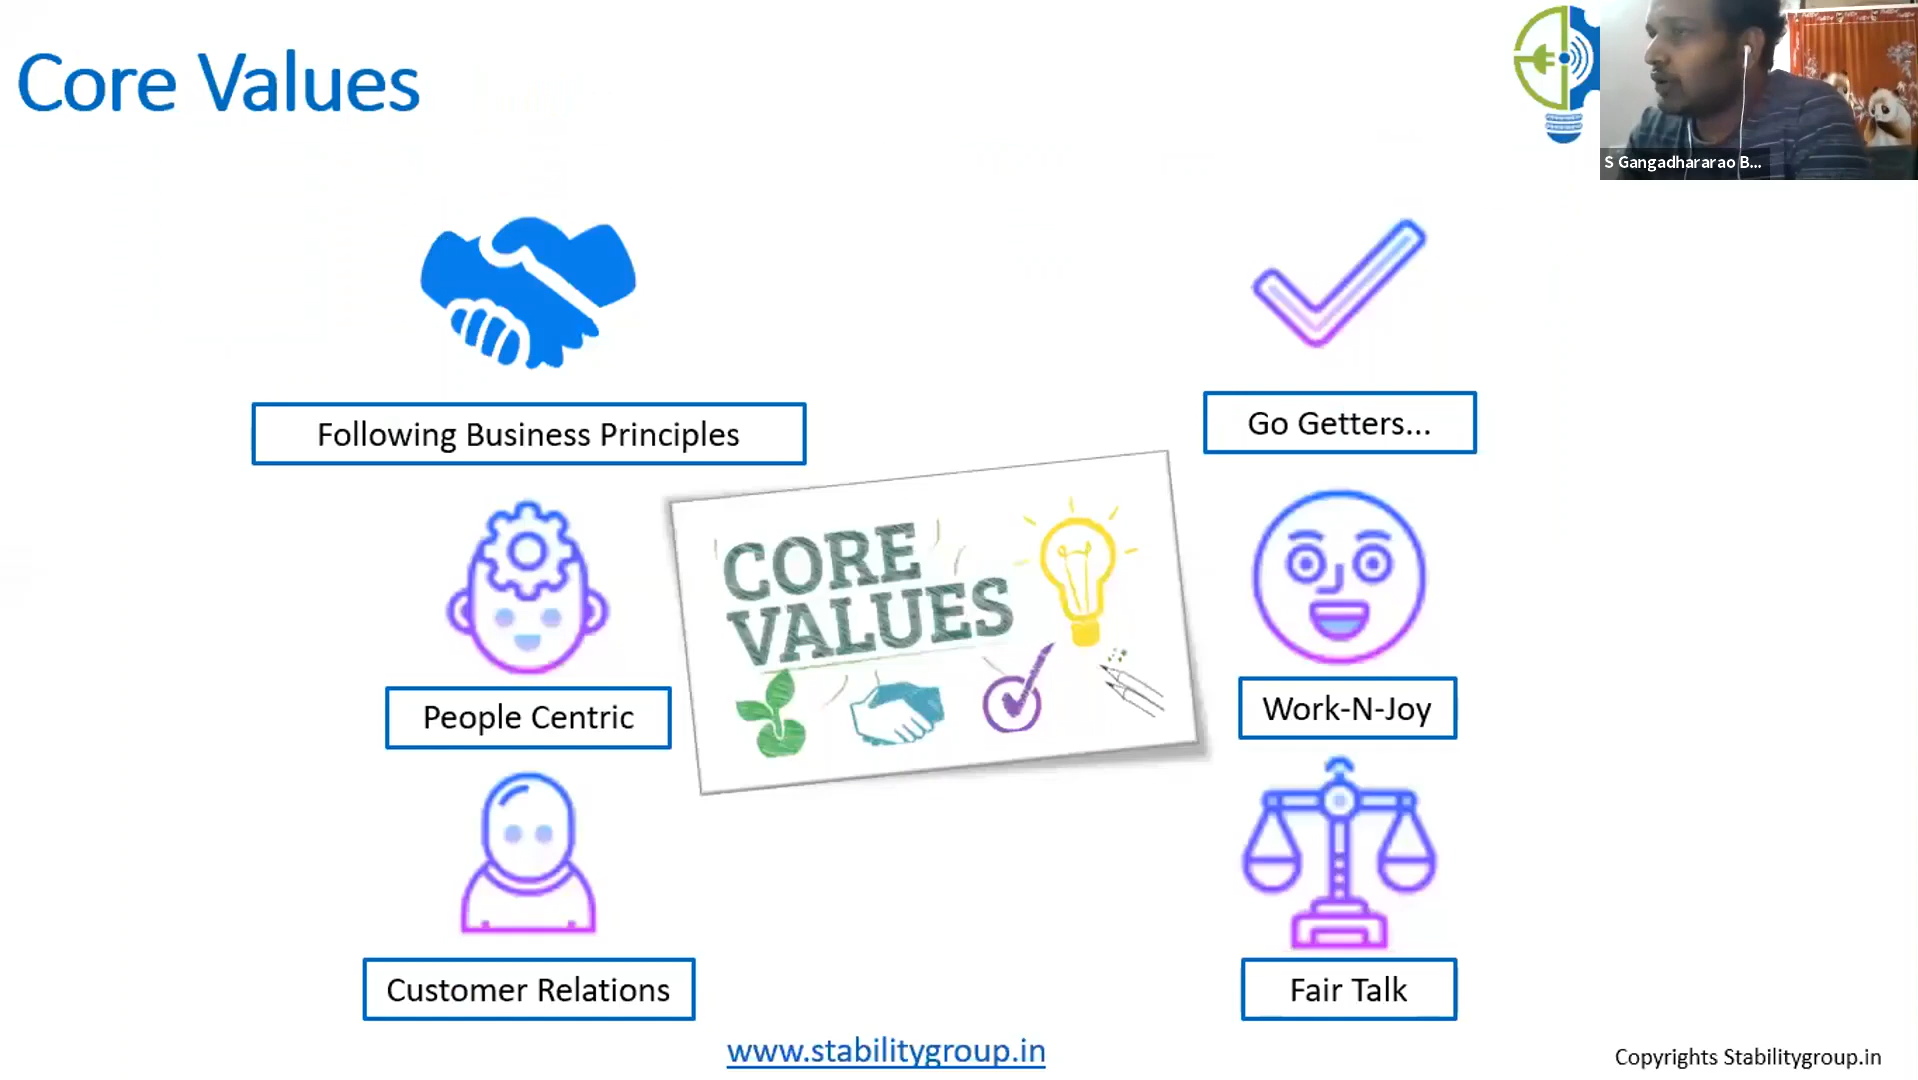 Core Values
S Gangadhararao B...
Following Business Principles
Go Getters...
CORE
VALUES
People Centric
Work-N-Joy
Customer Relations
Fair Talk
www.stabilitygroup.in
Copyrights Stabilitygroup.in